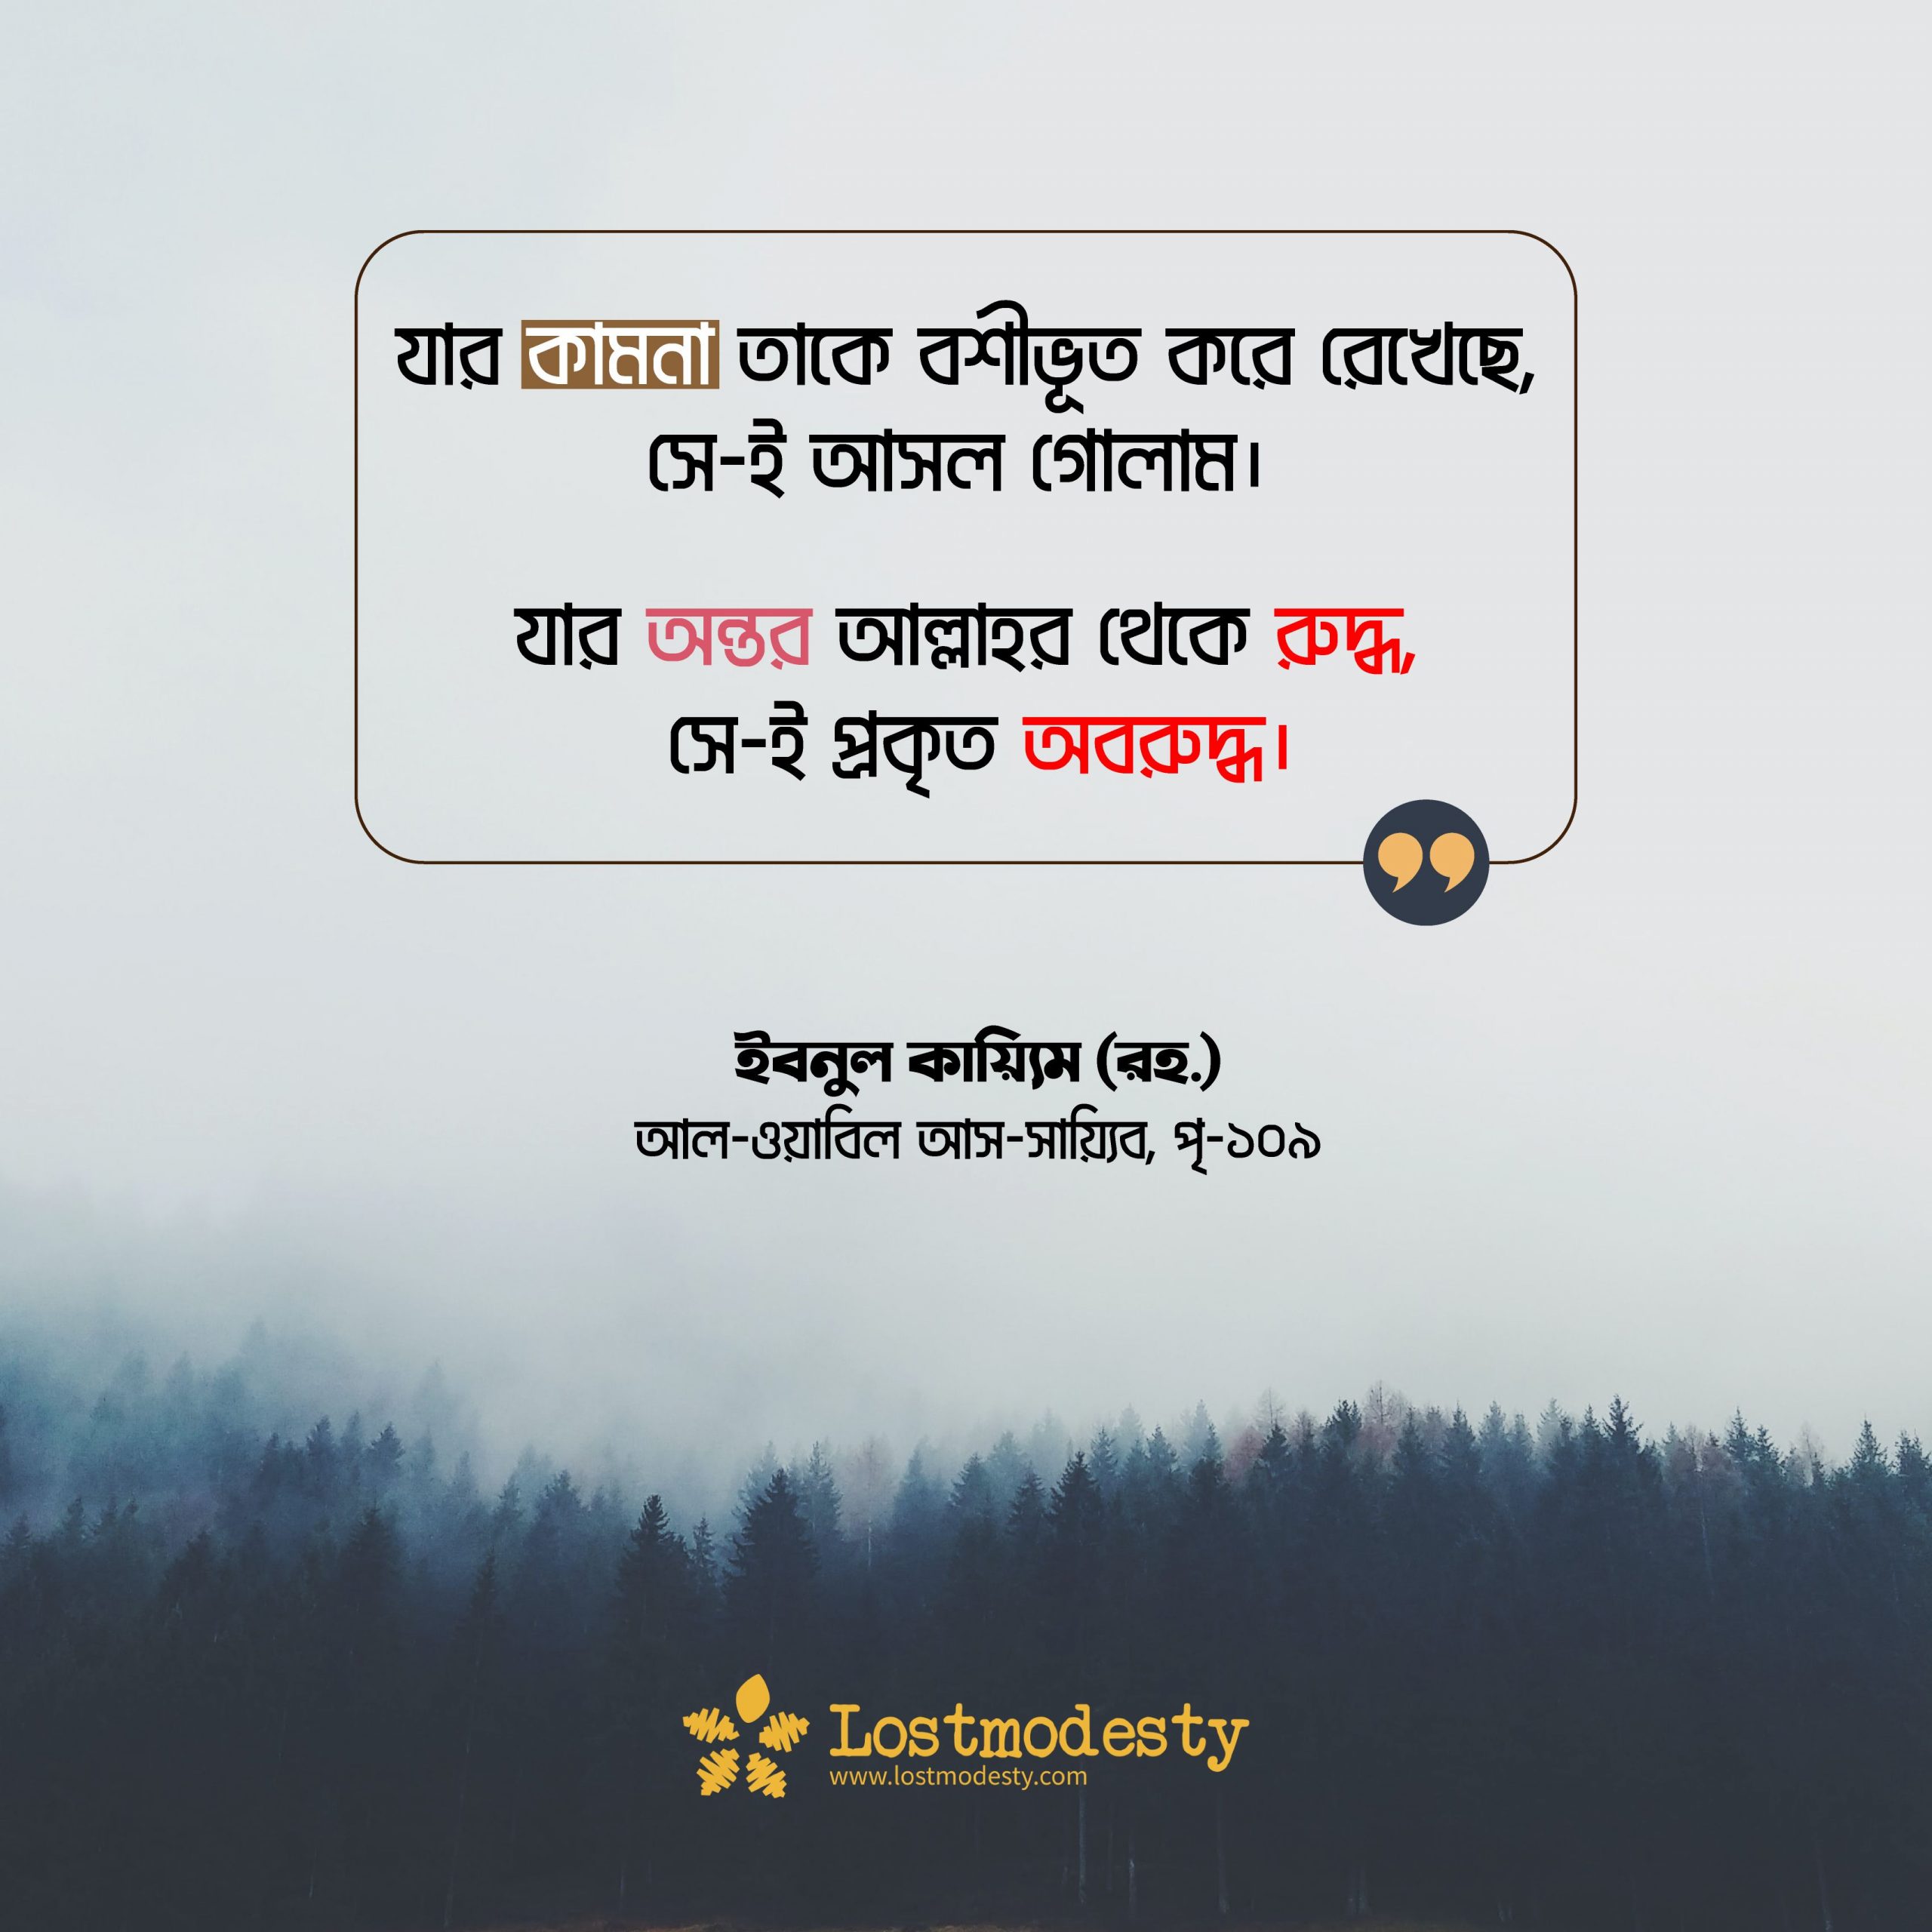 যার কামনা তাকে বশীভূত করে রেখেছে,
সে-ই আসল গোলাম।
যার অন্তর আল্লাহর থেকে রুদ্ধ,
সে-ই প্রকৃত অবরুদ্ধ।
ইবনুল কায়্যিম (রহ.)
আল-ওয়াবিল আস-সায়্যিব, পৃ-১০৯
Lostmodesty
www.lostmodesty.com